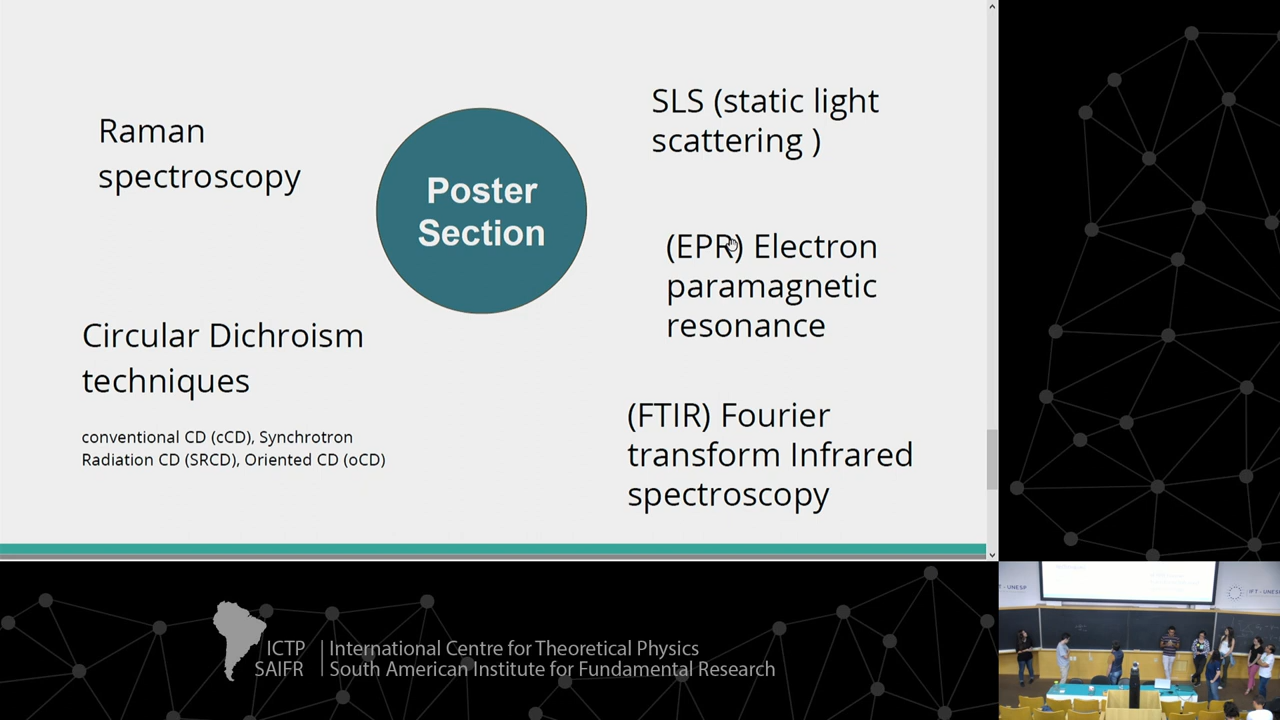 Raman
spectroscopy
Poster
Section
SLS (static light
scattering )
(EPR) Electron
paramagnetic
resonance
Circular Dichroism
techniques
conventional CD (cCD), Synchrotron
Radiation CD (SRCD), Oriented CD (oCD)
(FTIR) Fourier
transform Infrared
spectroscopy
ICTP
SAIFR
International Centre for Theoretical Physics
South American Institute for Fundamental Research
IFT - UNESP